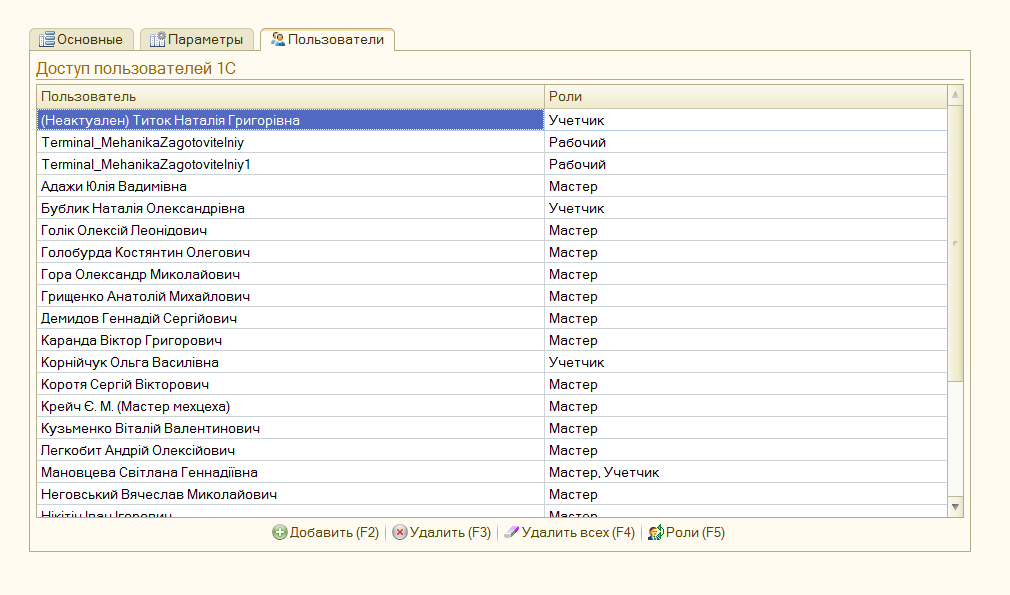 Основные Параметры Пользователи
Доступ пользователей 1С
Пользователь Роли
(Неактуален) Титок Наталія Григорівна Учетчик
Terminal_MehanikaZagotovitelniy Рабочий
Terminal_MehanikaZagotovitelniy1 Рабочий
Адажи Юлія Вадимівна Мастер
Бублик Наталія Олександрівна Учетчик
Голік Олексій Леонідович Мастер
Голобурда Костянтин Олегович Мастер
Гора Олександр Миколайович Мастер
Грищенко Анатолій Михайлович Мастер
Демидов Геннадій Сергійович Мастер
Каранда Віктор Григорович Мастер
Корнійчук Ольга Василівна Учетчик
Коротя Сергій Вікторович Мастер
Крейч Є. М. (Мастер мехцеха) Мастер
Кузьменко Віталій Валентинович Мастер
Легкобит Андрій Олексійович Мастер
Мановцева Світлана Геннадіївна Мастер, Учетчик
Неговський Вячеслав Миколайович Мастер
Нікітін Іван Ігорович Мастер
Добавить (F2) Удалить (F3) Удалить всех (F4) Роли (F5)